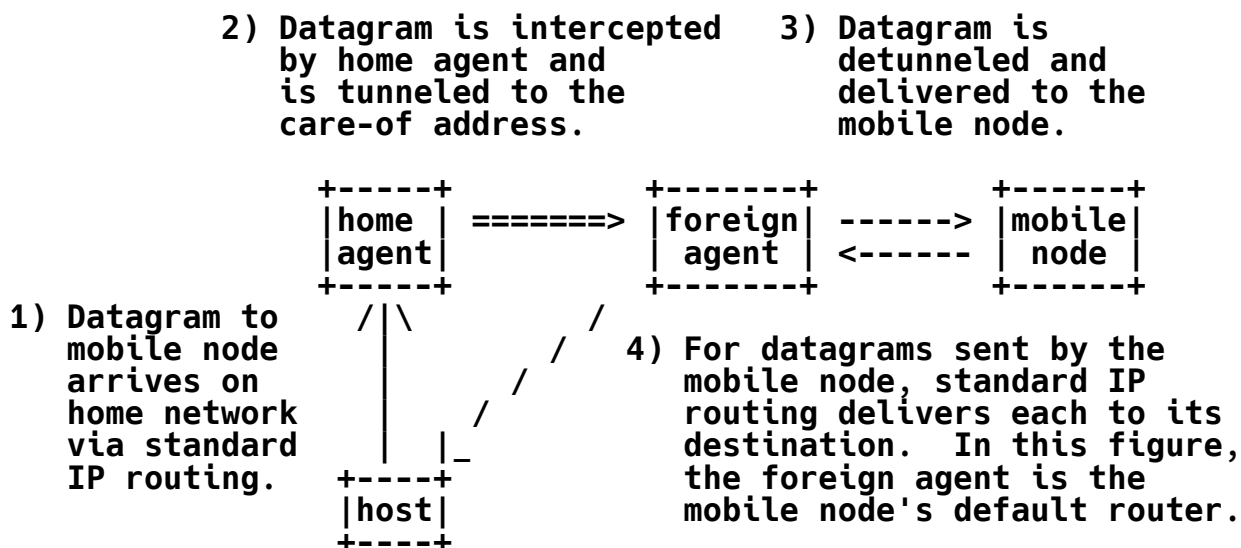 2) Datagram is intercepted   3) Datagram is
by home agent and            detunneled and
is tunneled to the           delivered to the
care-of address.             mobile node.
+-----+          +-------+         +------+
|home | =======> |foreign| ------> |mobile|
|agent|          | agent | <------ | node |
+-----+          +-------+         +------+
1) Datagram to    /|\         /
mobile node      |        /   4) For datagrams sent by the
arrives on       |      /        mobile node, standard IP
home network     |    /          routing delivers each to its
via standard     |  |_           destination.  In this figure,
IP routing.   +----+             the foreign agent is the
|host|             mobile node's default router.
+----+